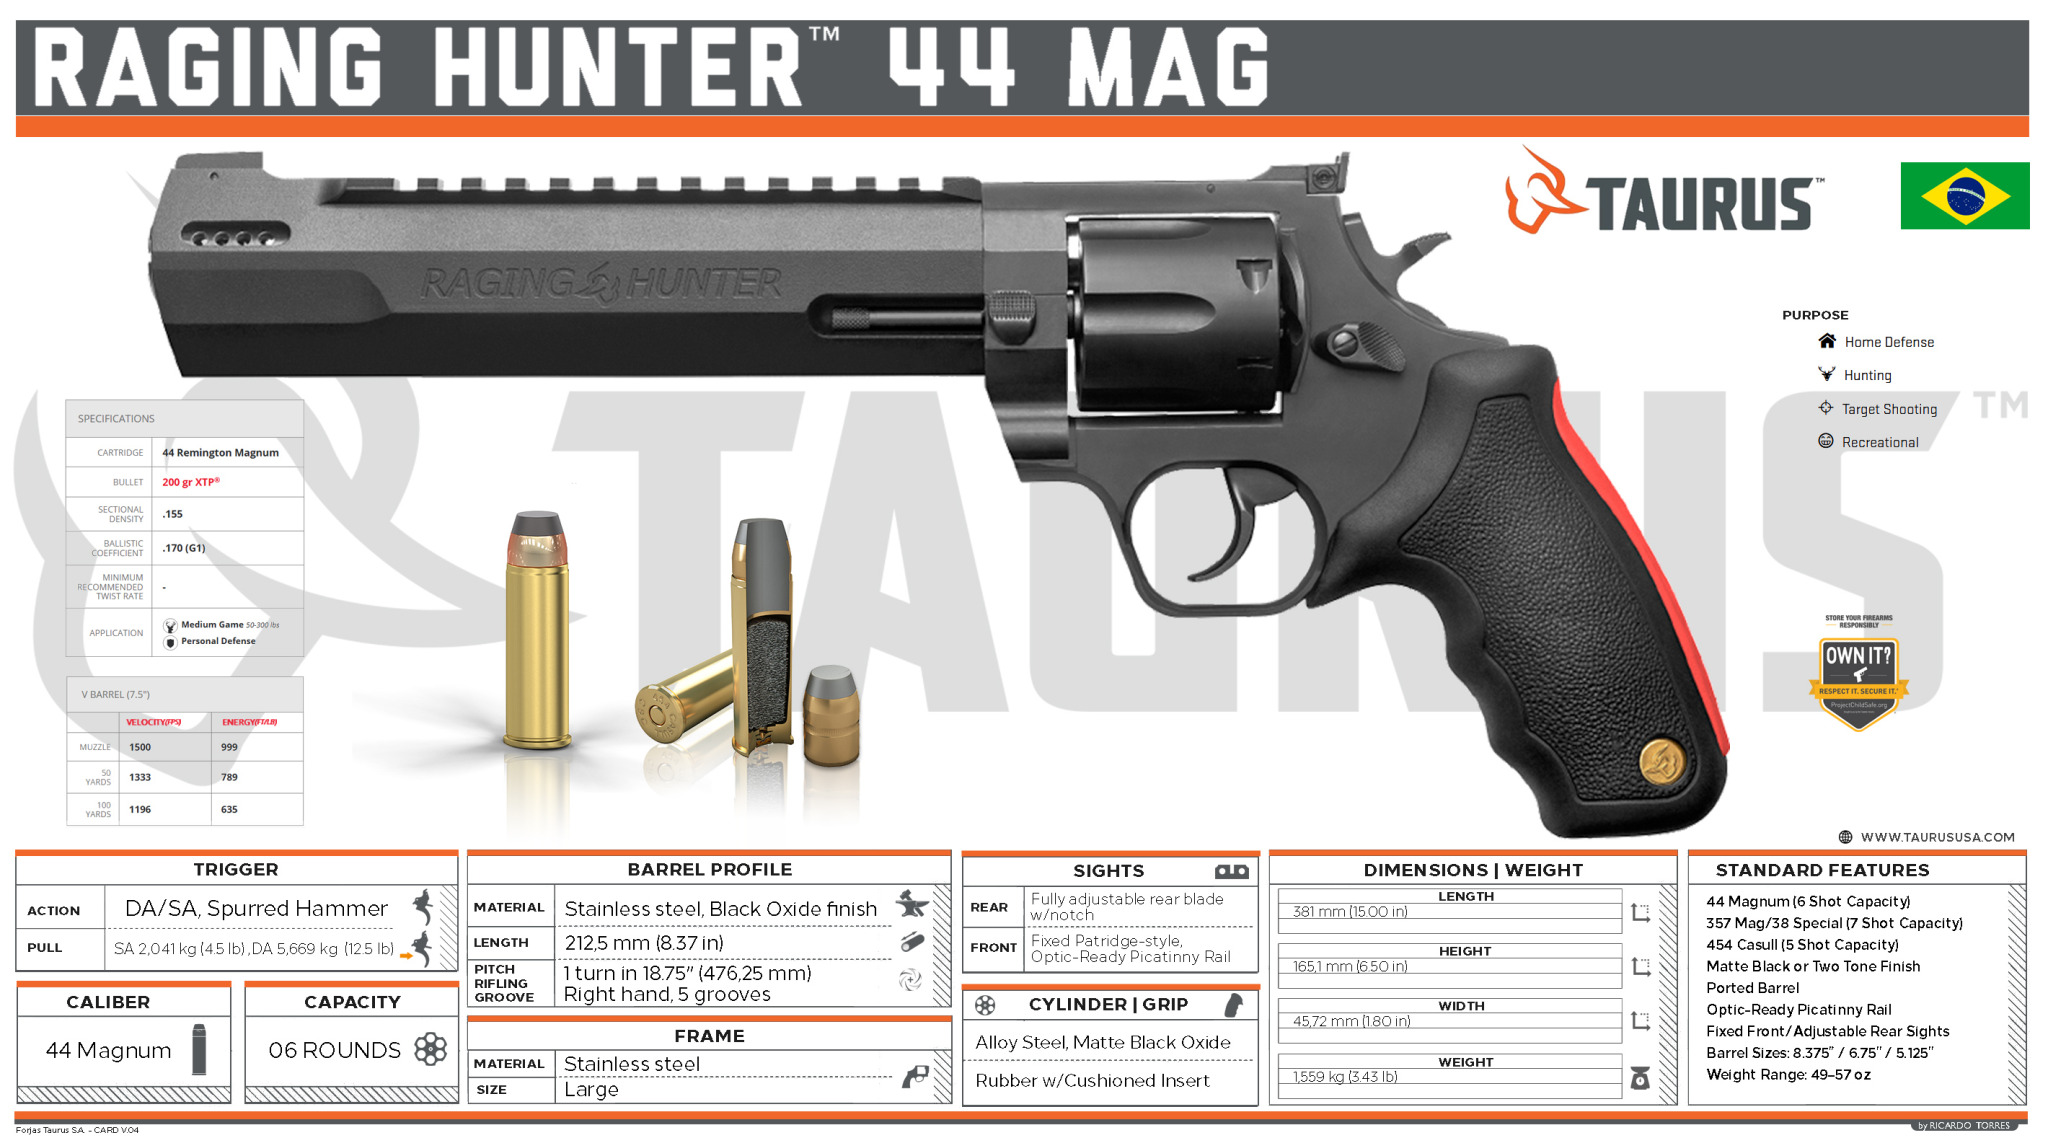 RAGING HUNTER™ 44 MAG
TAURUS™
RAGING HUNTER
PURPOSE
Home Defense
Hunting
Target Shooting
Recreational
TAURUS™
SPECIFICATIONS
CARTRIDGE 44 Remington Magnum
BULLET 200 gr XTP®
SECTIONAL
DENSITY .155
BALLISTIC
COEFFICIENT .170 (G1)
MINIMUM
RECOMMENDED
TWIST RATE -
APPLICATION Medium Game 50-300 lbs
Personal Defense
V BARREL (7.5")
VELOCITY(FPS) ENERGY(FT/LB)
MUZZLE 1500 999
50
YARDS 1333 789
100
YARDS 1196 635
STORE YOUR FIREARMS
RESPONSIBLY
OWN IT?
RESPECT IT. SECURE IT.
ProjectChildSafe.org
WWW.TAURUSUSA.COM
TRIGGER
ACTION DA/SA, Spurred Hammer
PULL SA 2,041 kg (4.5 lb) ,DA 5,669 kg (12.5 lb)
CALIBER
44 Magnum
CAPACITY
06 ROUNDS
BARREL PROFILE
MATERIAL Stainless steel, Black Oxide finish
LENGTH 212,5 mm (8.37 in)
PITCH
RIFLING
GROOVE
1 turn in 18.75" (476,25 mm)
Right hand, 5 grooves
FRAME
MATERIAL Stainless steel
SIZE Large
SIGHTS
REAR Fully adjustable rear blade
w/notch
FRONT Fixed Patridge-style,
Optic-Ready Picatinny Rail
CYLINDER | GRIP
Alloy Steel, Matte Black Oxide
Rubber w/Cushioned Insert
DIMENSIONS | WEIGHT
LENGTH
381 mm (15.00 in)
HEIGHT
165,1 mm (6.50 in)
WIDTH
45,72 mm (1.80 in)
WEIGHT
1,559 kg (3.43 lb)
STANDARD FEATURES
44 Magnum (6 Shot Capacity)
357 Mag/38 Special (7 Shot Capacity)
454 Casull (5 Shot Capacity)
Matte Black or Two Tone Finish
Ported Barrel
Optic-Ready Picatinny Rail
Fixed Front/Adjustable Rear Sights
Barrel Sizes: 8.375" / 6.75" / 5.125"
Weight Range: 49–57 oz
Forjas Taurus S.A. - CARD V.04
by RICARDO TORRES